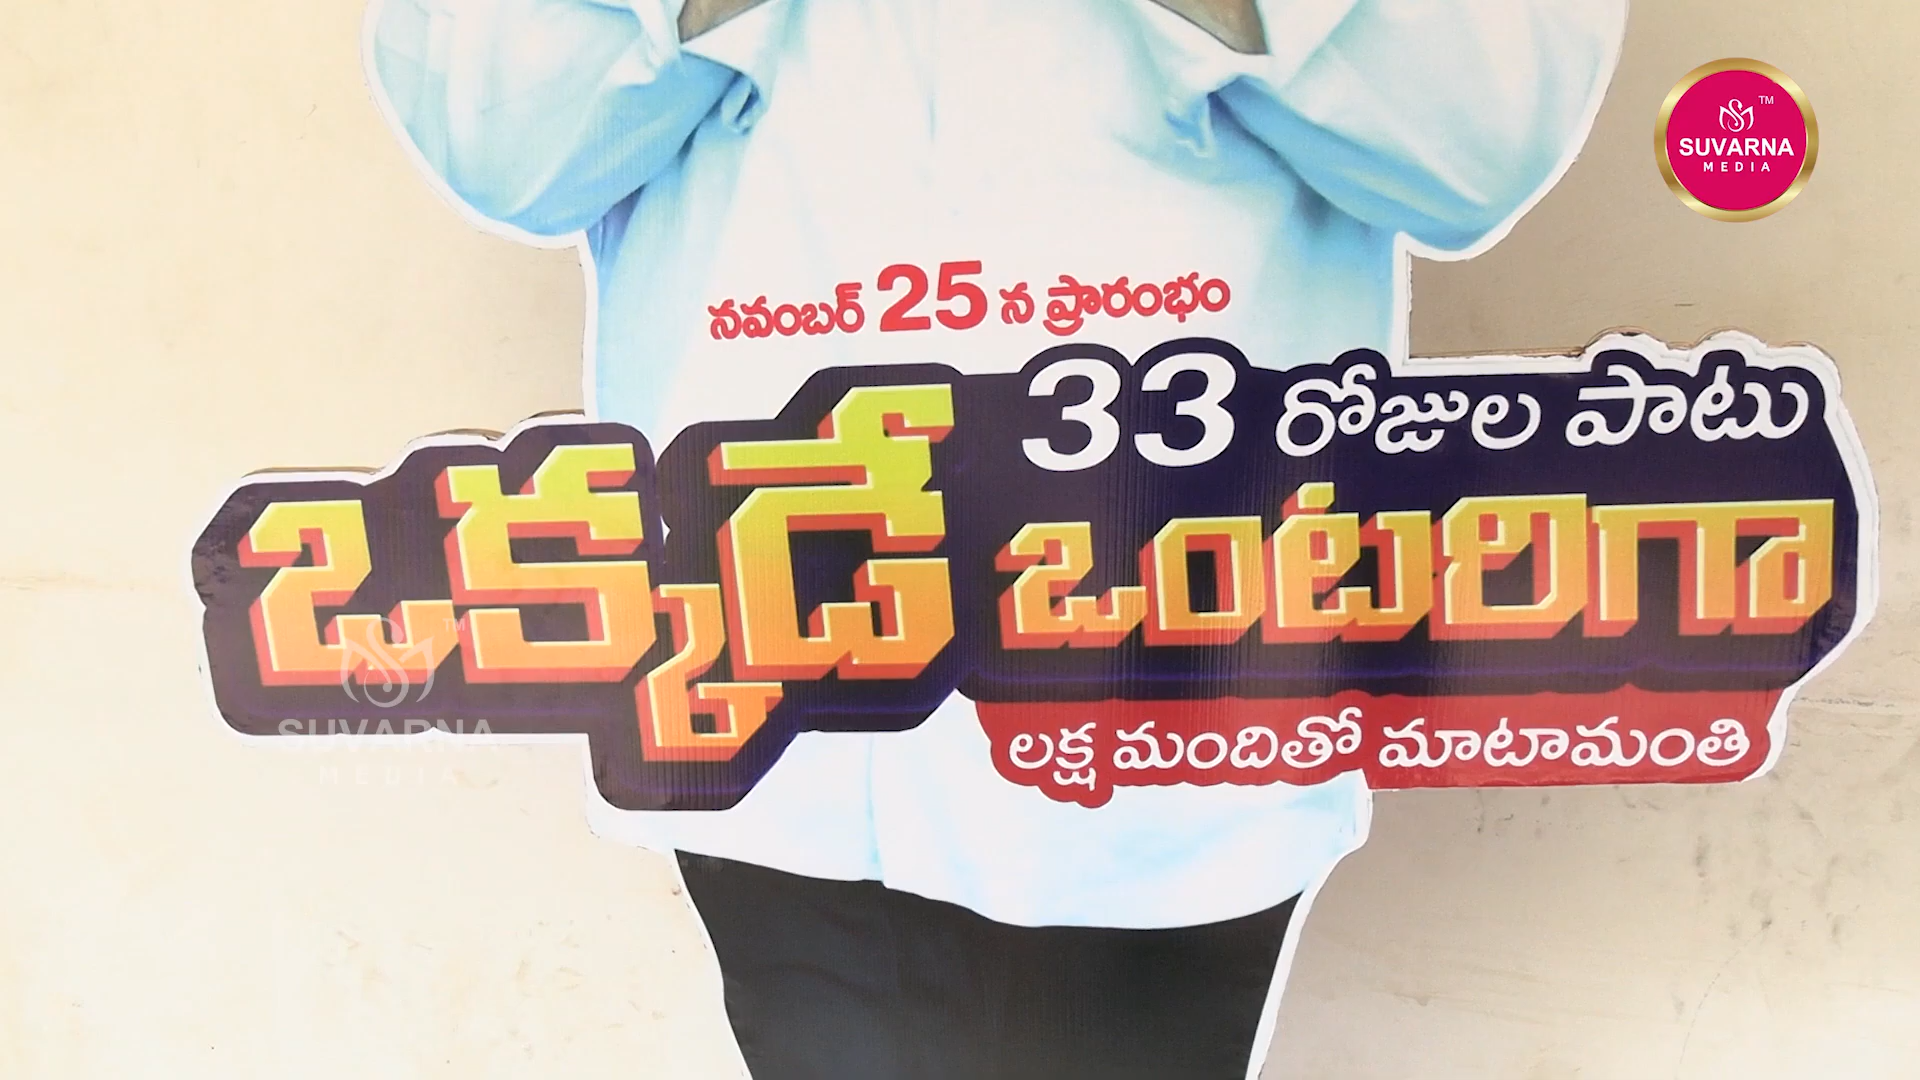 SUVARNA
MEDIA
నవంబర్ 25 న ప్రారంభం
33 రోజుల పాటు
ఒక్కడే ఒంటరిగా
లక్ష మందితో మాటామంతి
SUVARNA
MEDIA